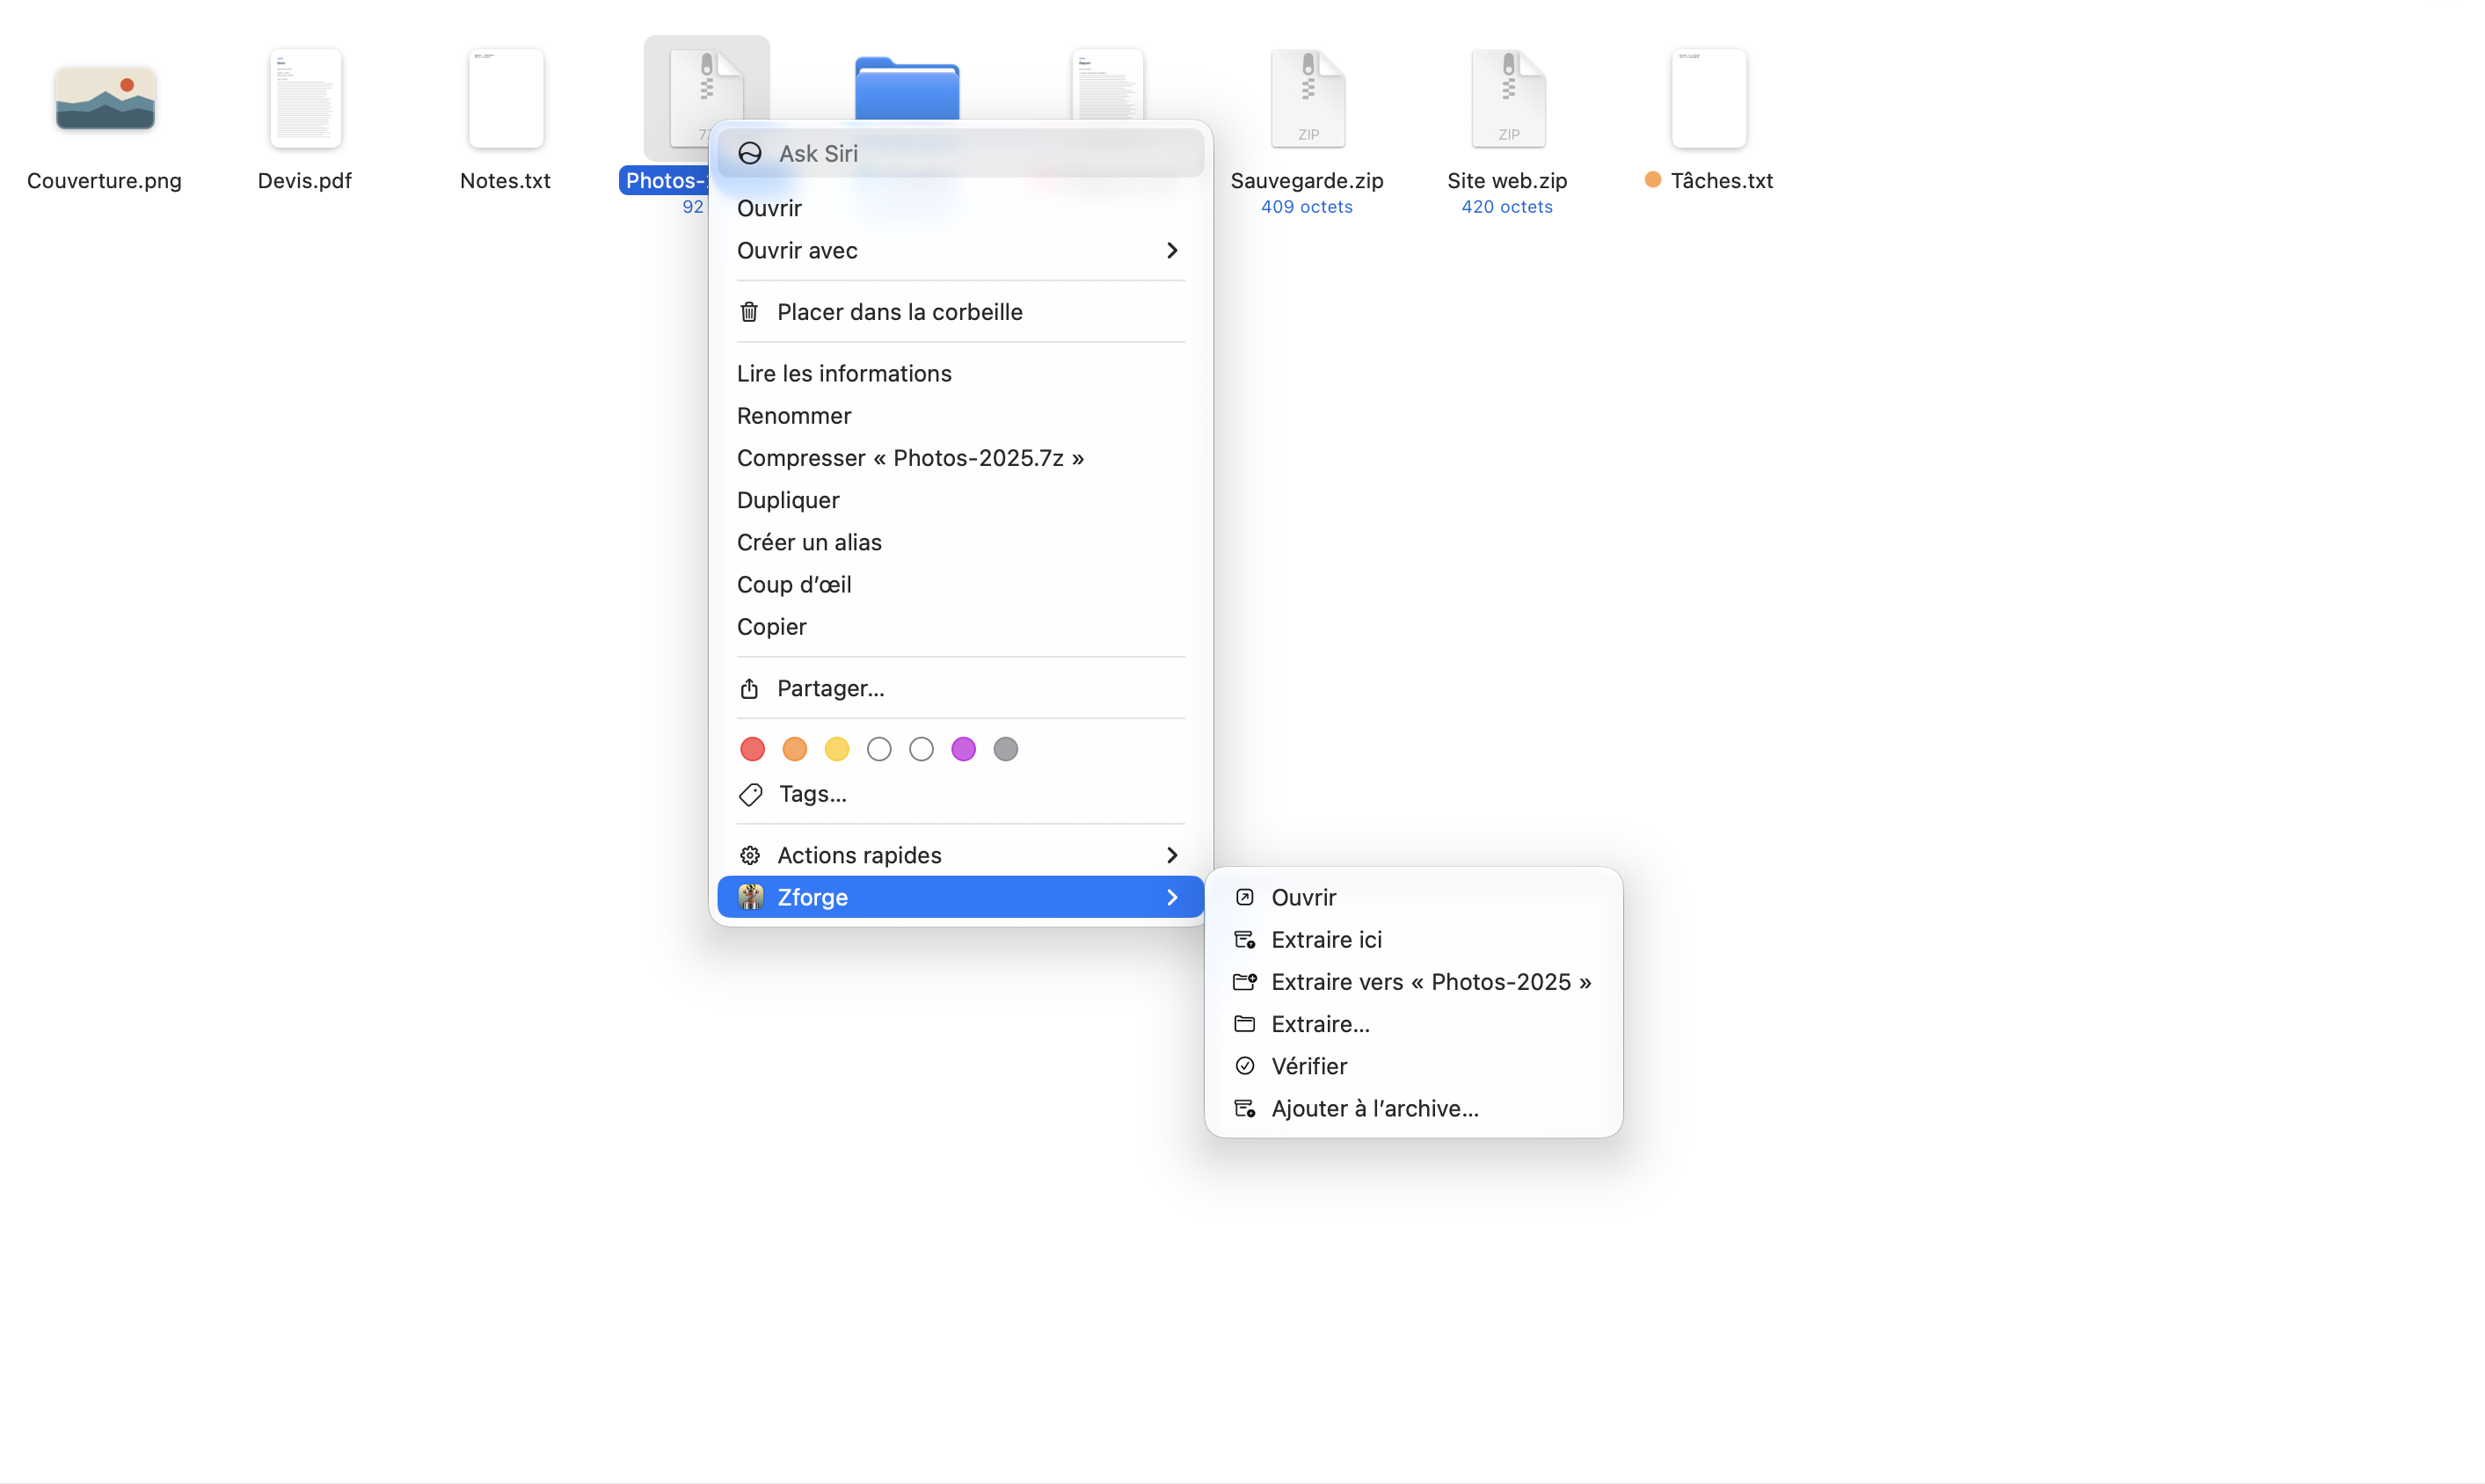 7Z
ZIP
ZIP
Couverture.png
Devis.pdf
Notes.txt
Photos-
92
Sauvegarde.zip
409 octets
Site web.zip
420 octets
Tâches.txt
Ask Siri
Ouvrir
Ouvrir avec
Placer dans la corbeille
Lire les informations
Renommer
Compresser « Photos-2025.7z »
Dupliquer
Créer un alias
Coup d’œil
Copier
Partager…
Tags…
Actions rapides
Zforge
Ouvrir
Extraire ici
Extraire vers « Photos-2025 »
Extraire…
Vérifier
Ajouter à l’archive…